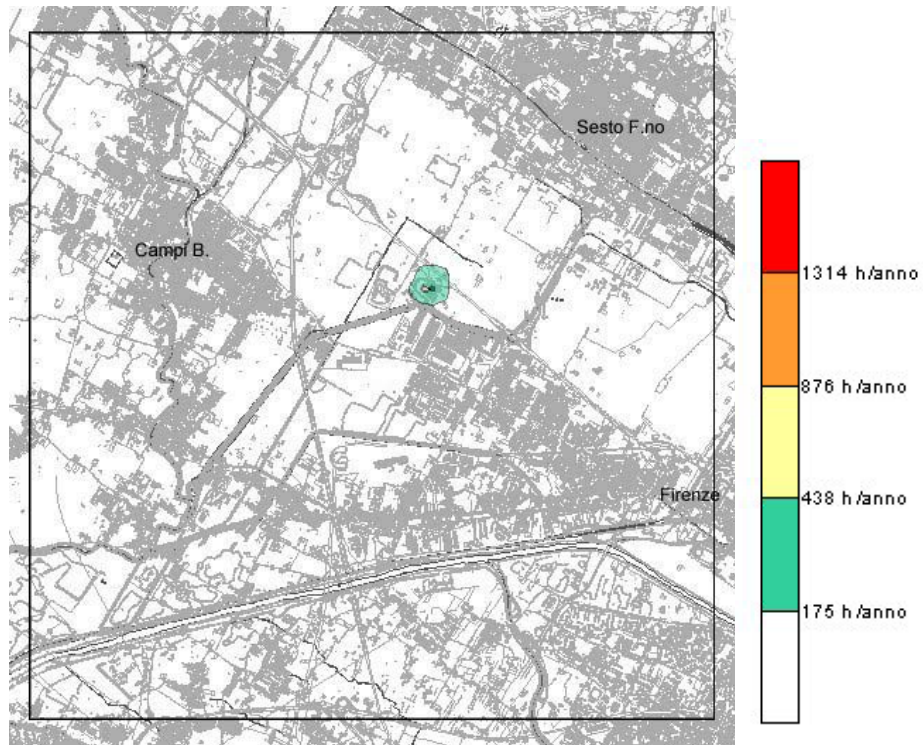 Sesto F.no
Campi B.
Firenze
1314 h/anno
876 h/anno
438 h/anno
175 h/anno